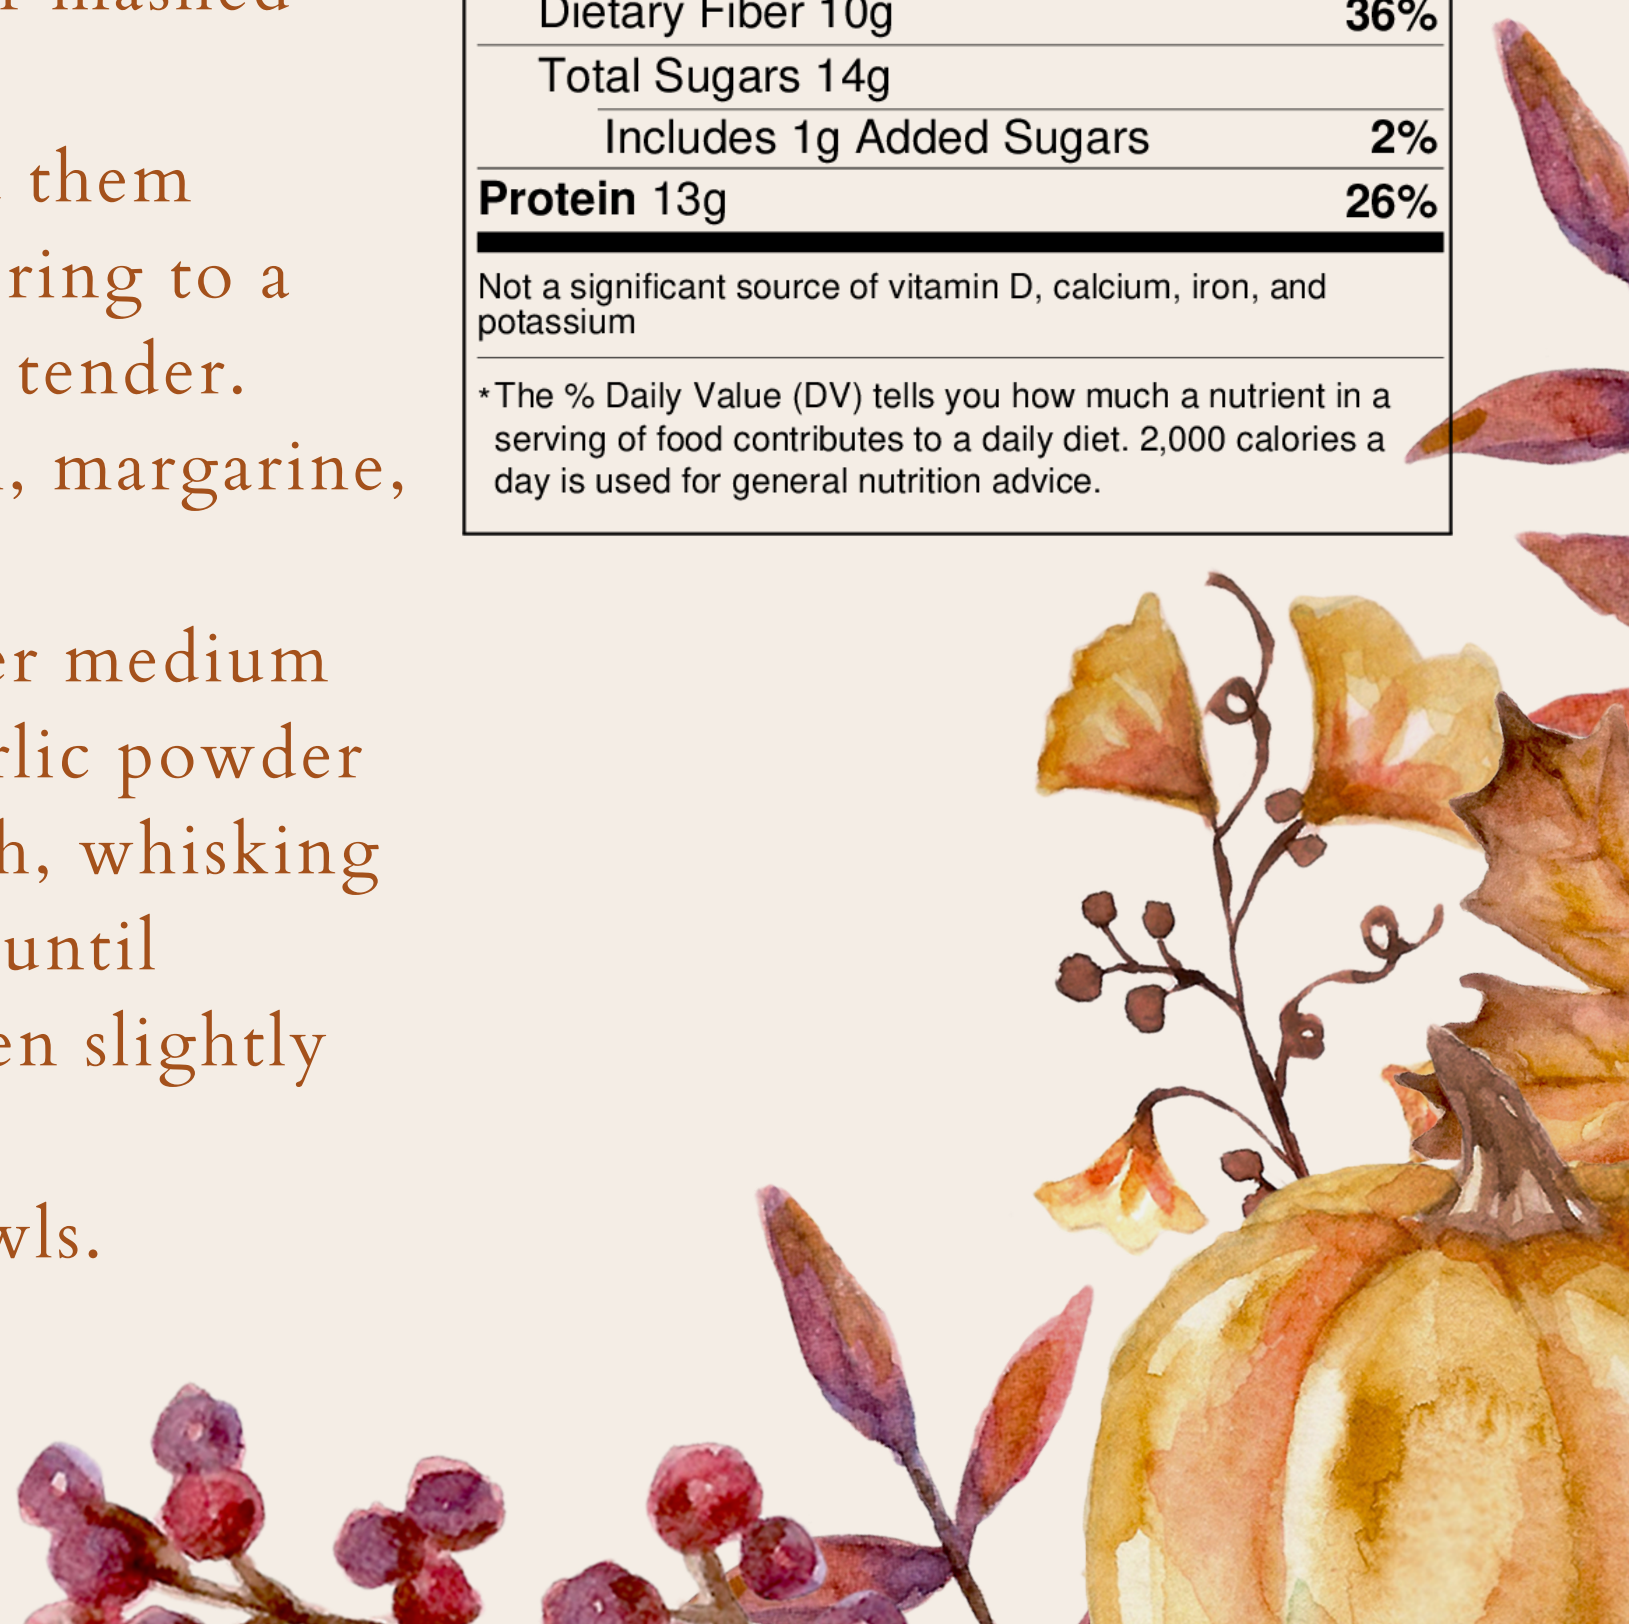 mashed
them
ring to a
tender.
, margarine,
er medium
rlic powder
h, whisking
until
en slightly
wls.
Dietary Fiber 10g 36%
Total Sugars 14g
Includes 1g Added Sugars 2%
Protein 13g 26%
Not a significant source of vitamin D, calcium, iron, and
potassium
*The % Daily Value (DV) tells you how much a nutrient in a
serving of food contributes to a daily diet. 2,000 calories a
day is used for general nutrition advice.